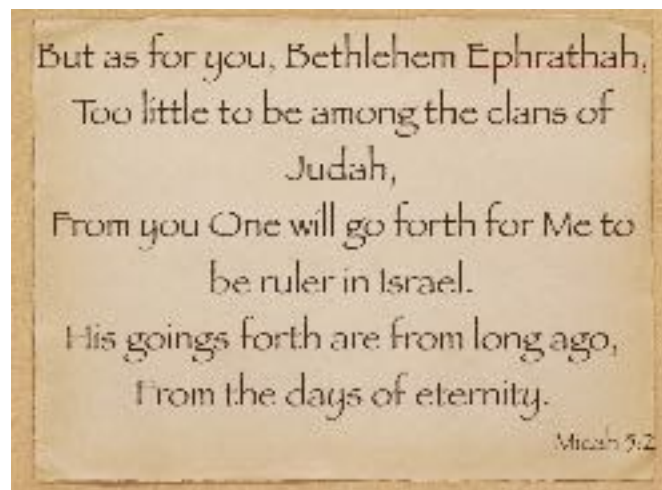 But as for you, Bethlehem Ephrathah,
Too little to be among the clans of
Judah,
From you One will go forth for Me to
be ruler in Israel.
His goings forth are from long ago,
From the days of eternity.
Micah 5:2